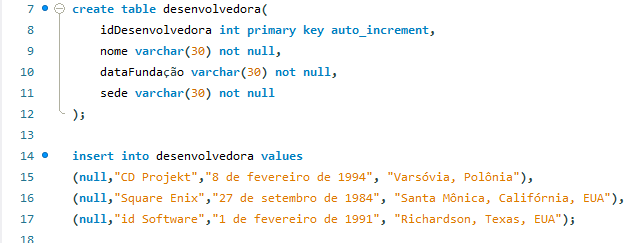 7 create table desenvolvedora(
8 idDesenvolvedora int primary key auto_increment,
9 nome varchar(30) not null,
10 dataFundação varchar(30) not null,
11 sede varchar(30) not null
12 );
13
14 insert into desenvolvedora values
15 (null,"CD Projekt","8 de fevereiro de 1994", "Varsóvia, Polônia"),
16 (null,"Square Enix","27 de setembro de 1984", "Santa Mônica, Califórnia, EUA"),
17 (null,"id Software","1 de fevereiro de 1991", "Richardson, Texas, EUA");
18